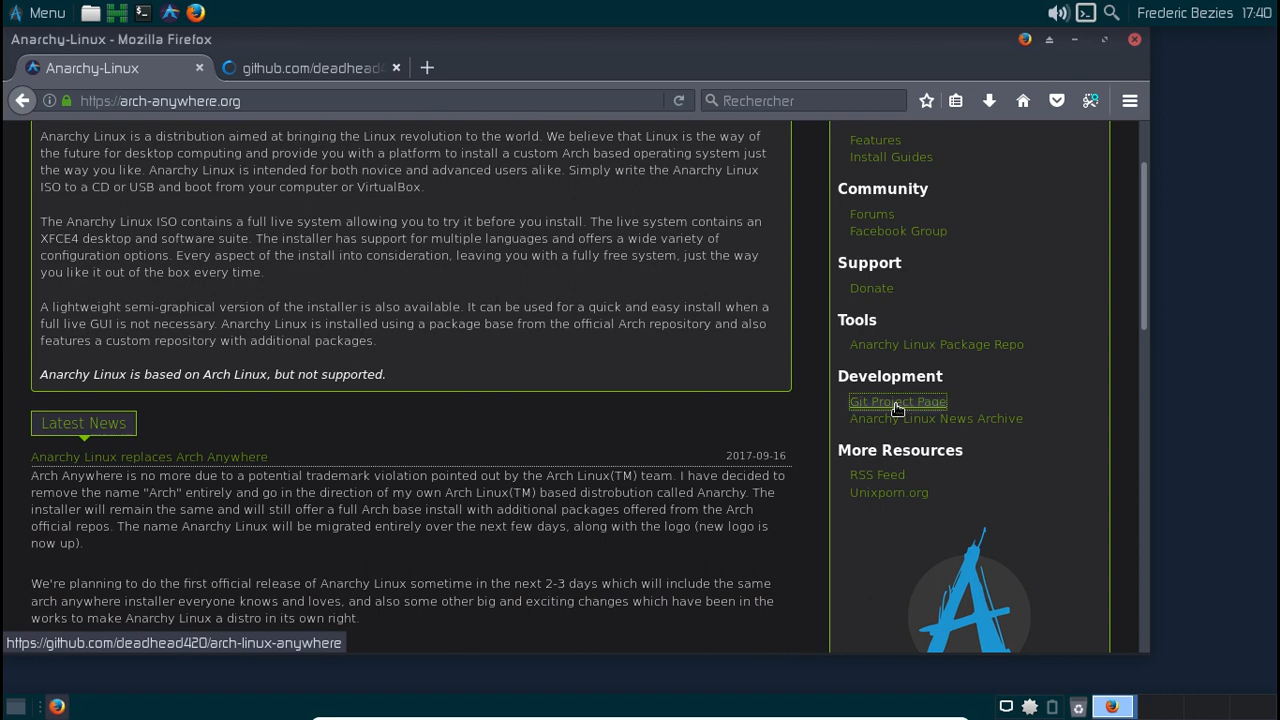 Menu
Frederic Bezies 17:40
Anarchy-Linux - Mozilla Firefox
Anarchy-Linux
github.com/deadhead4
https://arch-anywhere.org
Rechercher
Anarchy Linux is a distribution aimed at bringing the Linux revolution to the world. We believe that Linux is the way of
the future for desktop computing and provide you with a platform to install a custom Arch based operating system just
the way you like. Anarchy Linux is intended for both novice and advanced users alike. Simply write the Anarchy Linux
ISO to a CD or USB and boot from your computer or VirtualBox.
The Anarchy Linux ISO contains a full live system allowing you to try it before you install. The live system contains an
XFCE4 desktop and software suite. The installer has support for multiple languages and offers a wide variety of
configuration options. Every aspect of the install into consideration, leaving you with a fully free system, just the way
you like it out of the box every time.
A lightweight semi-graphical version of the installer is also available. It can be used for a quick and easy install when a
full live GUI is not necessary. Anarchy Linux is installed using a package base from the official Arch repository and also
features a custom repository with additional packages.
Anarchy Linux is based on Arch Linux, but not supported.
Latest News
Anarchy Linux replaces Arch Anywhere 2017-09-16
Arch Anywhere is no more due to a potential trademark violation pointed out by the Arch Linux(TM) team. I have decided to
remove the name "Arch" entirely and go in the direction of my own Arch Linux(TM) based distrobution called Anarchy. The
installer will remain the same and will still offer a full Arch base install with additional packages offered from the Arch
official repos. The name Anarchy Linux will be migrated entirely over the next few days, along with the logo (new logo is
now up).
We're planning to do the first official release of Anarchy Linux sometime in the next 2-3 days which will include the same
arch anywhere installer everyone knows and loves, and also some other big and exciting changes which have been in the
works to make Anarchy Linux a distro in its own right.
Features
Install Guides
Community
Forums
Facebook Group
Support
Donate
Tools
Anarchy Linux Package Repo
Development
Git Project Page
Anarchy Linux News Archive
More Resources
RSS Feed
Unixporn.org
https://github.com/deadhead420/arch-linux-anywhere